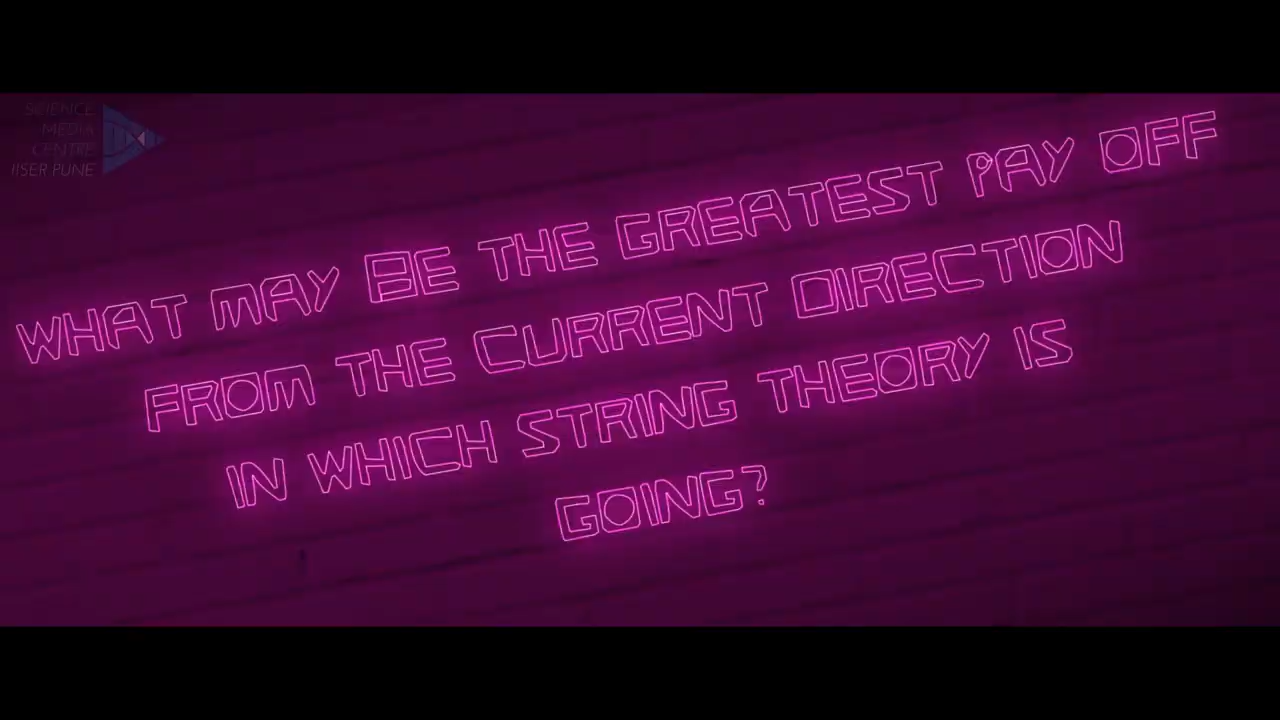 SCIENCE
MEDIA
CENTRE
IISER PUNE
WHAT MAY BE THE GREATEST PAY OFF
FROM THE CURRENT DIRECTION
IN WHICH STRING THEORY IS
GOING?